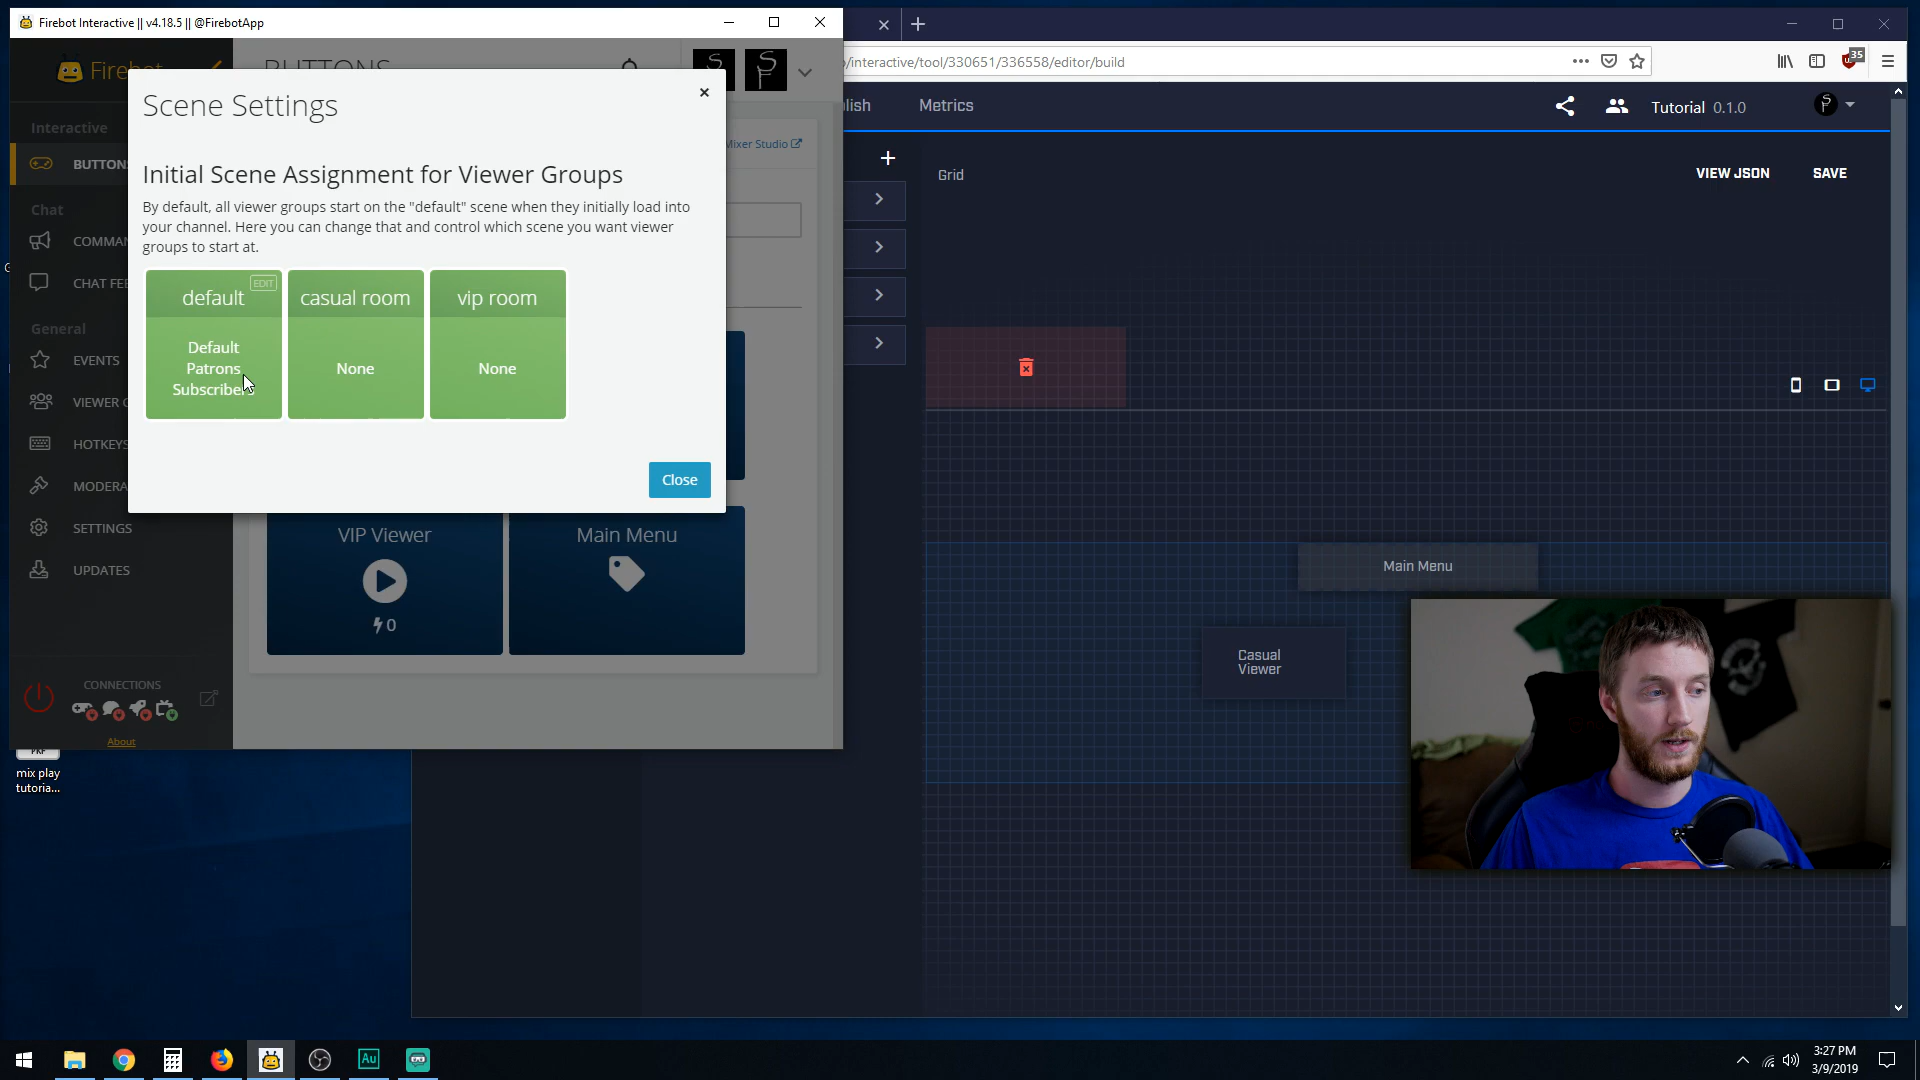 Firebot Interactive || v4.18.5 || @FirebotApp
/interactive/tool/330651/336558/editor/build
35
Metrics
Tutorial 0.1.0
Scene Settings
Initial Scene Assignment for Viewer Groups
By default, all viewer groups start on the "default" scene when they initially load into
your channel. Here you can change that and control which scene you want viewer
groups to start at.
default
EDIT
Default
Patrons
casual room
None
vip room
None
Close
Interactive
Chat
General
EVENTS
HOTKEYS
SETTINGS
UPDATES
CONNECTIONS
About
Mixer Studio
VIP Viewer
0
Main Menu
Grid
VIEW JSON
SAVE
Main Menu
Casual
Viewer
mix play
tutoria...
Au
3:27 PM
3/9/2019